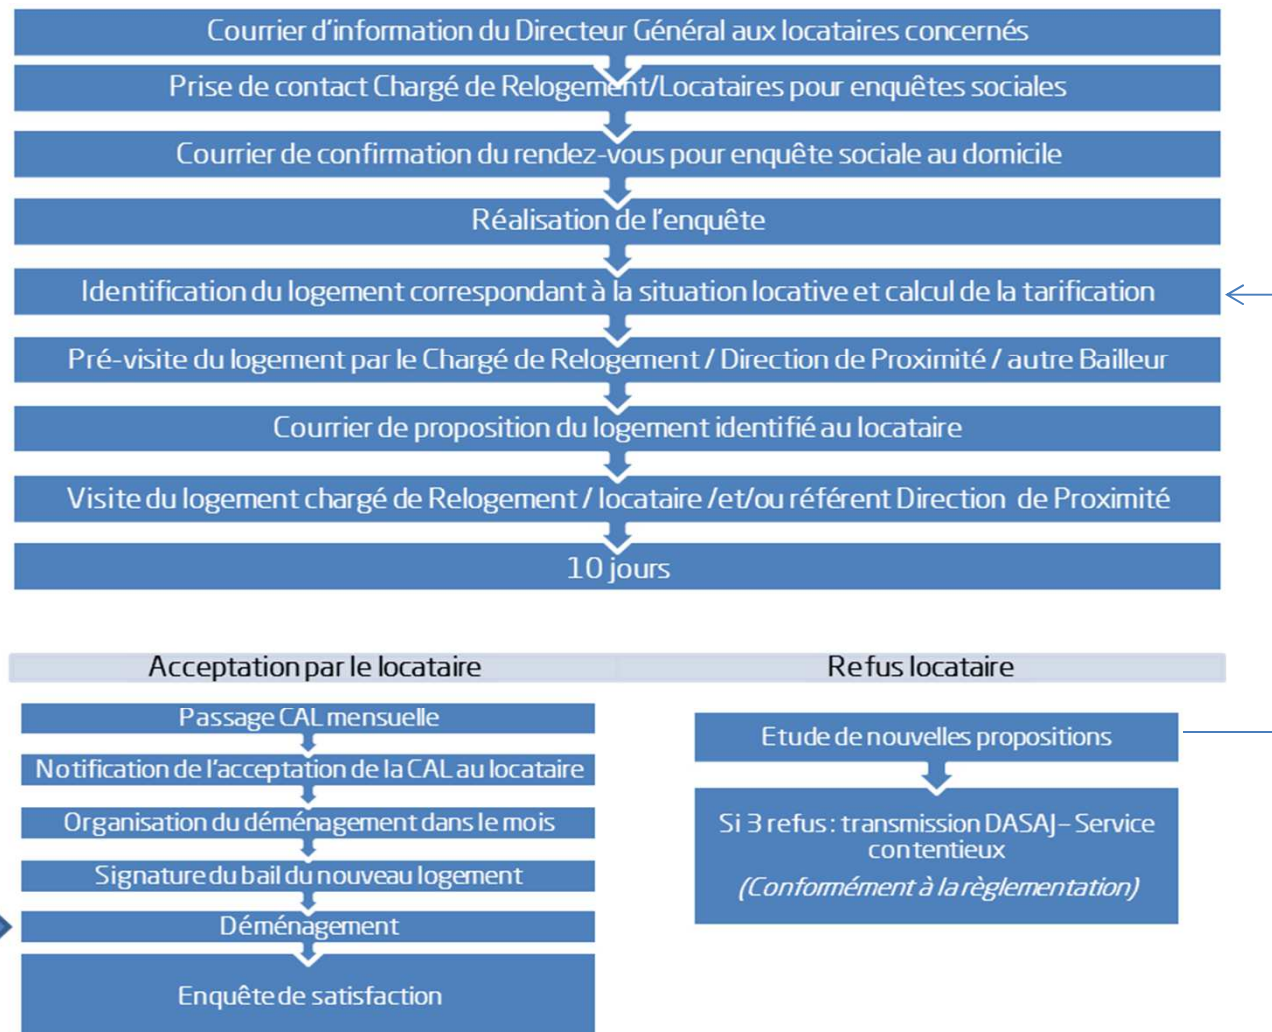 Courrier d'information du Directeur Général aux locataires concernés
Prise de contact Chargé de Relogement/Locataires pour enquêtes sociales
Courrier de confirmation du rendez-vous pour enquête sociale au domicile
Réalisation de l'enquête
Identification du logement correspondant à la situation locative et calcul de la tarification
Pré-visite du logement par le Chargé de Relogement / Direction de Proximité / autre Bailleur
Courrier de proposition du logement identifié au locataire
Visite du logement chargé de Relogement / locataire /et/ou référent Direction de Proximité
10 jours
Acceptation par le locataire
Passage CAL mensuelle
Notification de l'acceptation de la CAL au locataire
Organisation du déménagement dans le mois
Signature du bail du nouveau logement
Déménagement
Enquête de satisfaction
Refus locataire
Etude de nouvelles propositions
Si 3 refus : transmission DASAJ – Service
contentieux
(Conformément à la règlementation)